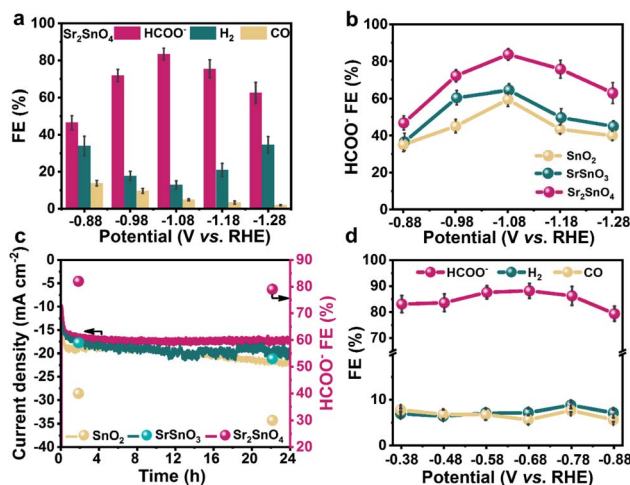 a
Sr₂SnO₄ HCOO⁻ H₂ CO
FE (%)
100
80
60
40
20
0
-0.88 -0.98 -1.08 -1.18 -1.28
Potential (V vs. RHE)
b
HCOO⁻ FE (%)
100
80
60
40
20
0
SnO₂
SrSnO₃
Sr₂SnO₄
-0.88 -0.98 -1.08 -1.18 -1.28
Potential (V vs. RHE)
c
Current density (mA cm⁻²)
0
-5
-10
-15
-20
-25
-30
-35
-40
HCOO⁻ FE (%)
90
80
70
60
50
40
30
20
SnO₂ SrSnO₃ Sr₂SnO₄
0 4 8 12 16 20 24
Time (h)
d
HCOO⁻ H₂ CO
FE (%)
100
90
80
70
10
0
-0.38 -0.48 -0.58 -0.68 -0.78 -0.88
Potential (V vs. RHE)